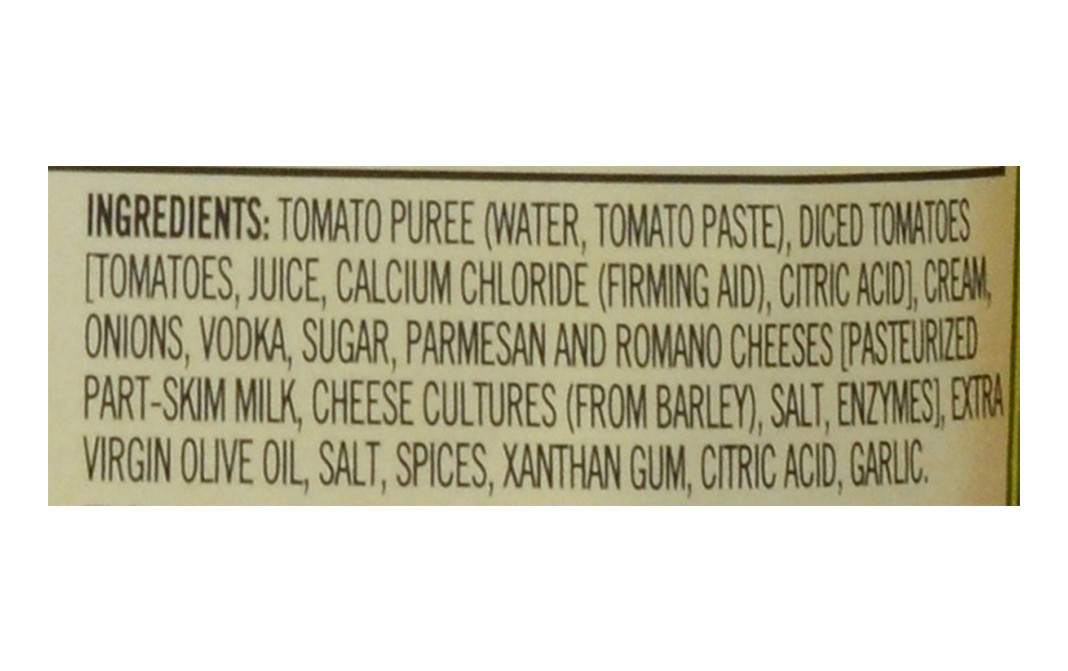 INGREDIENTS: TOMATO PUREE (WATER, TOMATO PASTE), DICED TOMATOES
[TOMATOES, JUICE, CALCIUM CHLORIDE (FIRMING AID), CITRIC ACID], CREAM,
ONIONS, VODKA, SUGAR, PARMESAN AND ROMANO CHEESES [PASTEURIZED
PART-SKIM MILK, CHEESE CULTURES (FROM BARLEY), SALT, ENZYMES], EXTRA
VIRGIN OLIVE OIL, SALT, SPICES, XANTHAN GUM, CITRIC ACID, GARLIC.